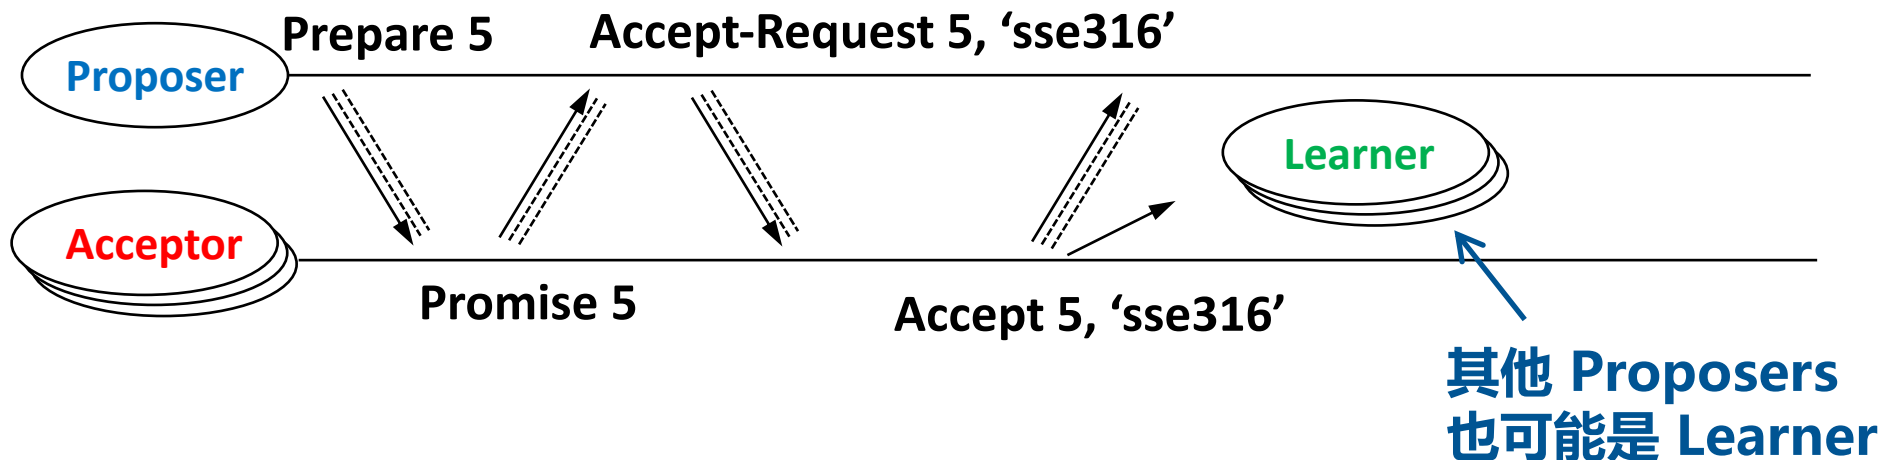 Prepare 5
Accept-Request 5, ‘sse316’
Proposer
Learner
Acceptor
Promise 5
Accept 5, ‘sse316’
其他 Proposers
也可能是 Learner